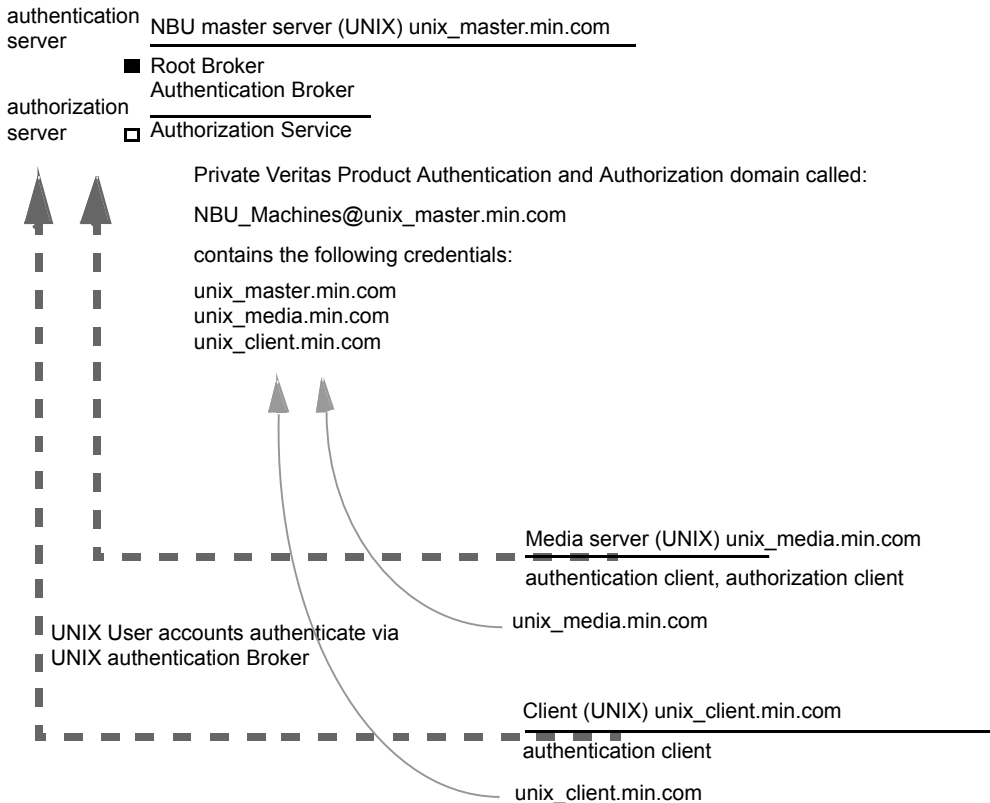 authentication
server
NBU master server (UNIX) unix_master.min.com
Root Broker
Authentication Broker
authorization
server
Authorization Service
Private Veritas Product Authentication and Authorization domain called:
NBU_Machines@unix_master.min.com
contains the following credentials:
unix_master.min.com
unix_media.min.com
unix_client.min.com
Media server (UNIX) unix_media.min.com
authentication client, authorization client
unix_media.min.com
UNIX User accounts authenticate via
UNIX authentication Broker
Client (UNIX) unix_client.min.com
authentication client
unix_client.min.com